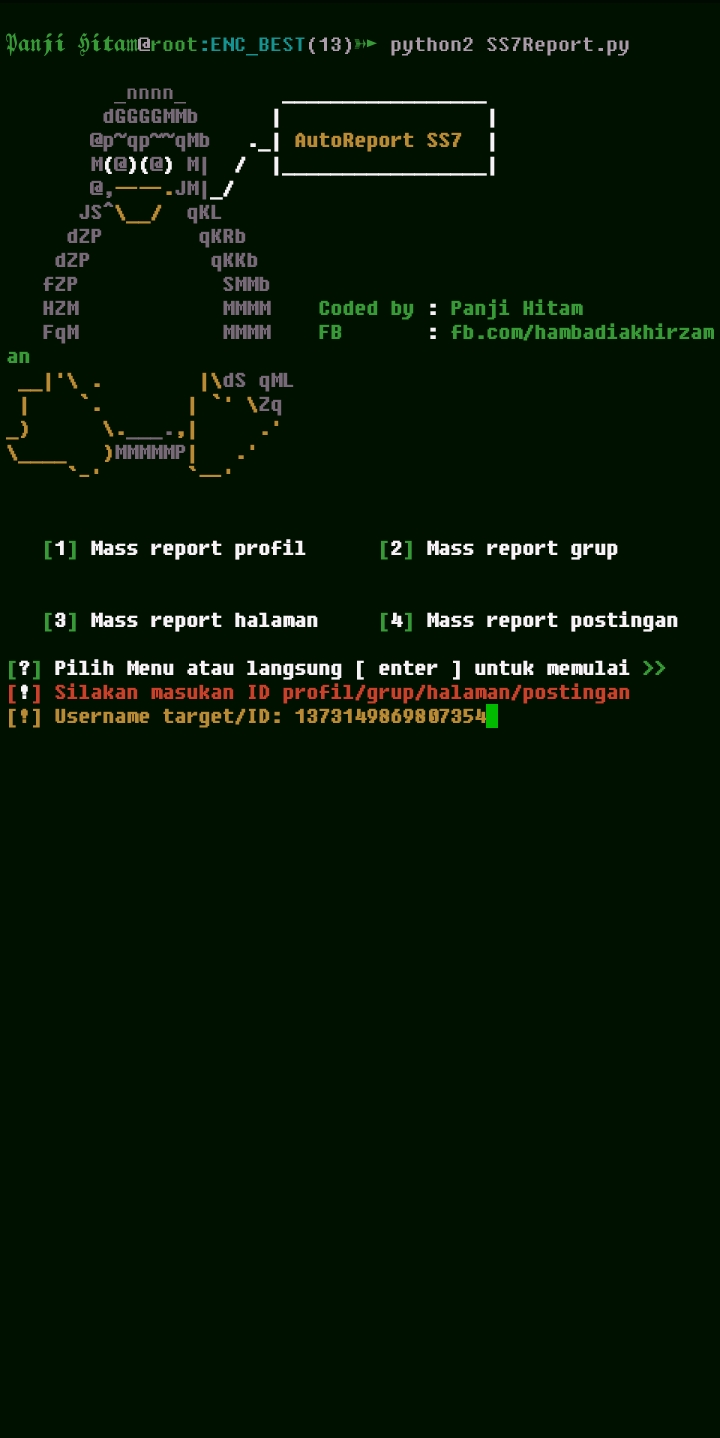 Panji Hitam@root:ENC_BEST(13)➳ python2 SS7Report.py
AutoReport SS7
Coded by : Panji Hitam
FB : fb.com/hambadiakhirzam
an
[1] Mass report profil [2] Mass report grup
[3] Mass report halaman [4] Mass report postingan
[?] Pilih Menu atau langsung [ enter ] untuk memulai >>
[!] Silakan masukan ID profil/grup/halaman/postingan
[!] Username target/ID: 1373149869807354